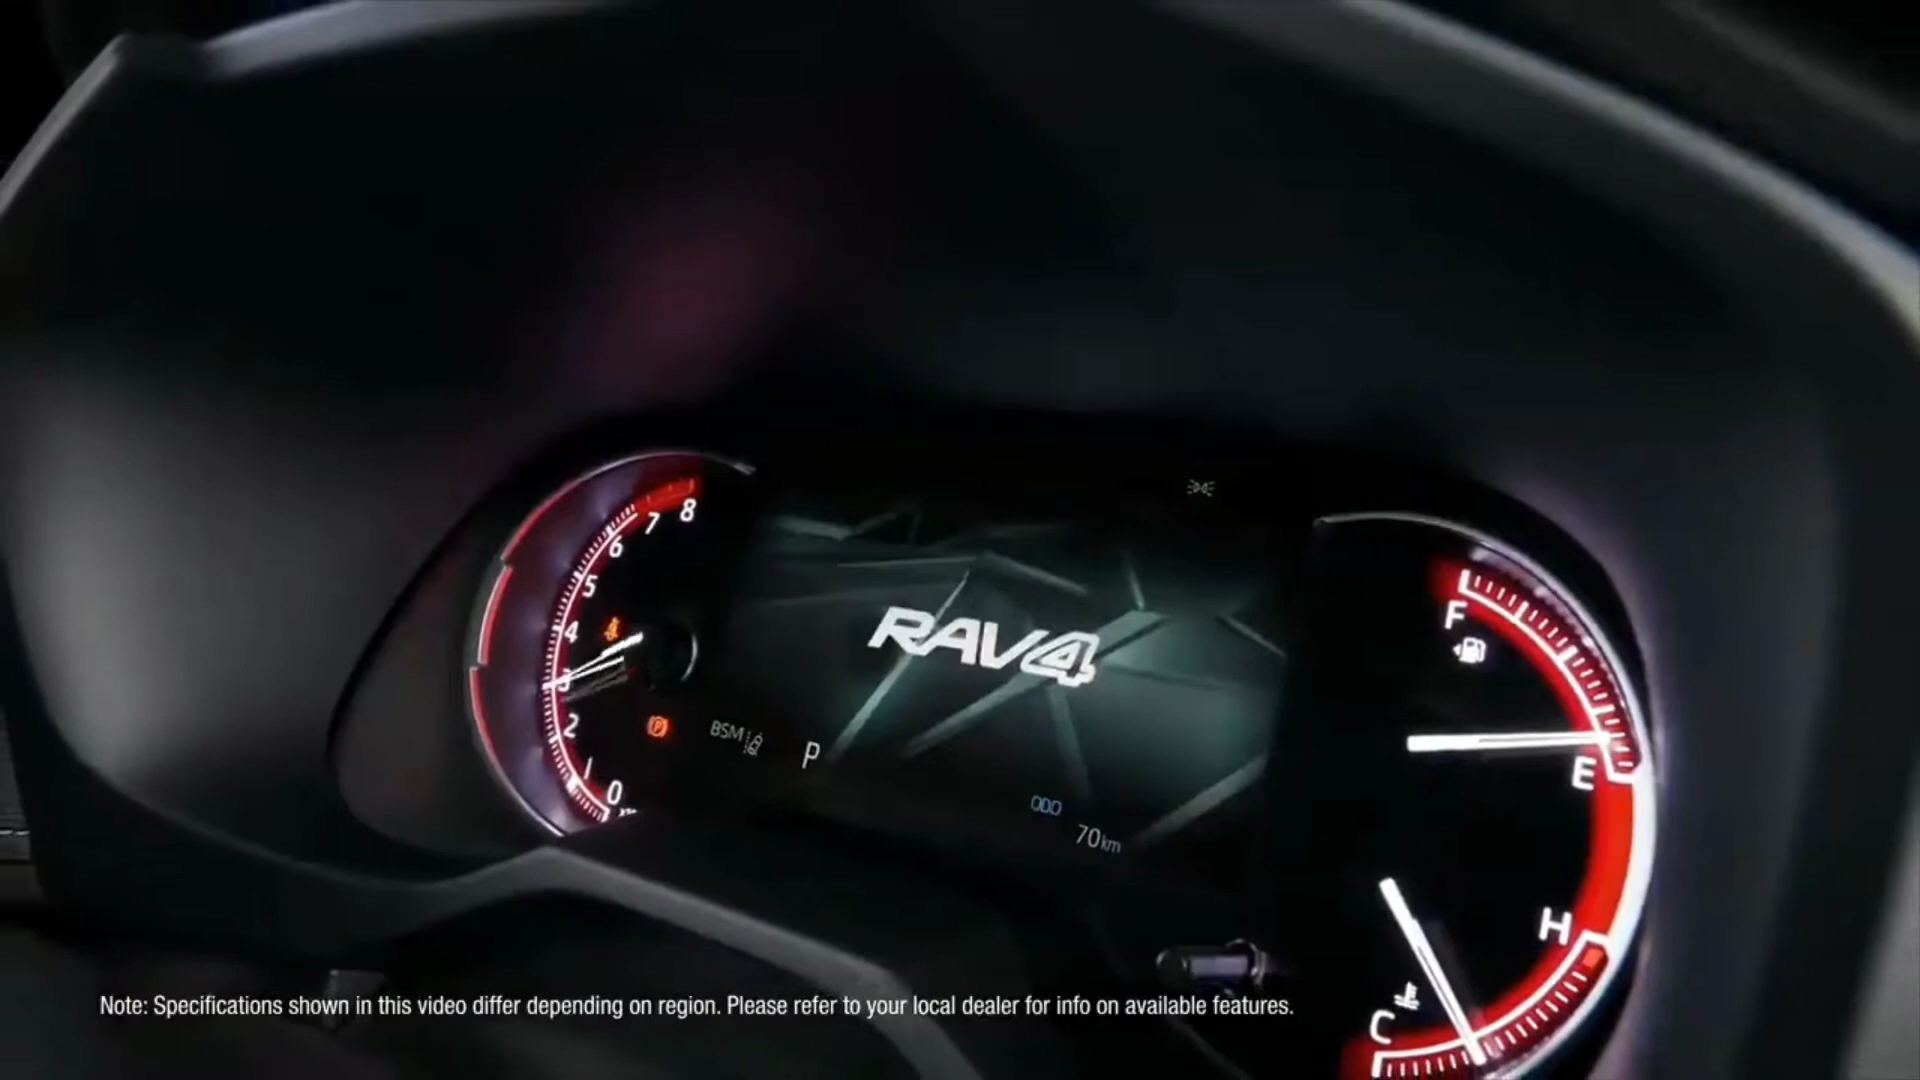 8
7
6
5
4
3
2
1
0
RAV4
BSM
P
ODO
70km
F
E
H
C
Note: Specifications shown in this video differ depending on region. Please refer to your local dealer for info on available features.